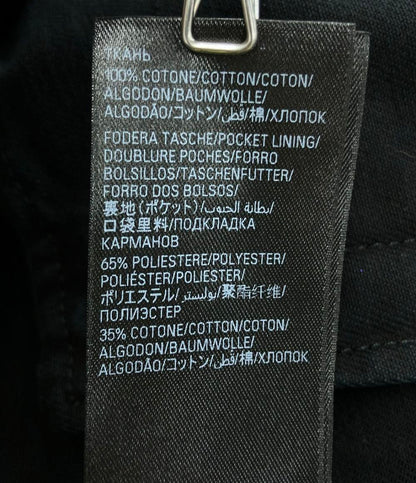 ТКАНЬ
100% COTONE/COTTON/COTON/
ALGODON/BAUMWOLLE/
ALGODÃO/コットン/قطن/棉/ХЛОПОК
FODERA TASCHE/POCKET LINING/
DOUBLURE POCHES/FORRO
BOLSILLOS/TASCHENFUTTER/
FORRO DOS BOLSOS/
裏地(ポケット)/بطانة الجيوب/
口袋里料/ПОДКЛАДКА
КАРМАНОВ
65% POLIESTERE/POLYESTER/
POLIÉSTER/POLIESTER/
ポリエステル/بوليستر/聚酯纤维/
ПОЛИЭСТЕР
35% COTONE/COTTON/COTON/
ALGODON/BAUMWOLLE/
ALGODÃO/コットン/قطن/棉/ХЛОПОК